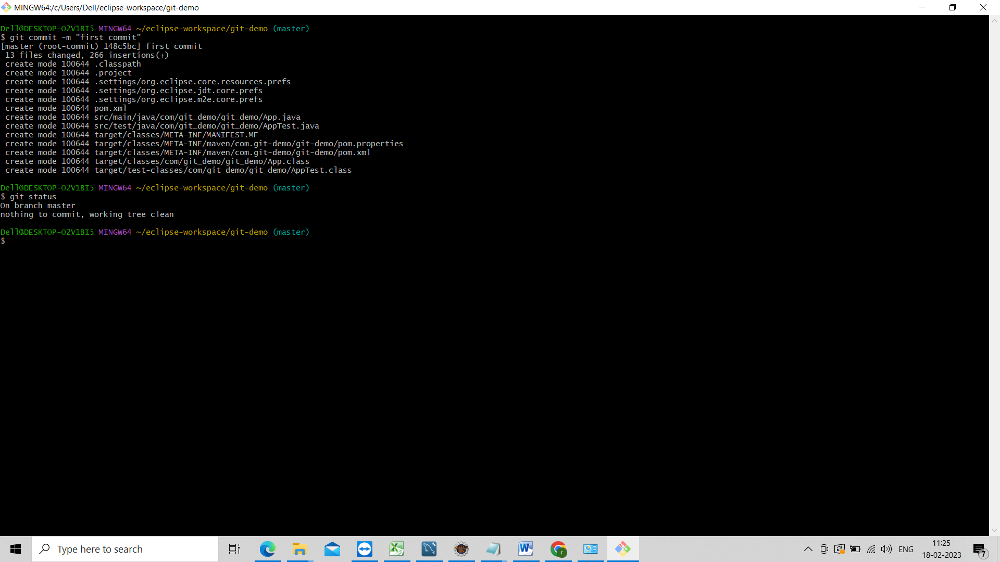 MINGW64:/c/Users/Dell/eclipse-workspace/git-demo
Dell@DESKTOP-O2V1BI5 MINGW64 ~/eclipse-workspace/git-demo (master)
$ git commit -m "first commit"
[master (root-commit) 148c5bc] first commit
 13 files changed, 266 insertions(+)
 create mode 100644 .classpath
 create mode 100644 .project
 create mode 100644 .settings/org.eclipse.core.resources.prefs
 create mode 100644 .settings/org.eclipse.jdt.core.prefs
 create mode 100644 .settings/org.eclipse.m2e.core.prefs
 create mode 100644 pom.xml
 create mode 100644 src/main/java/com/git_demo/git_demo/App.java
 create mode 100644 src/test/java/com/git_demo/git_demo/AppTest.java
 create mode 100644 target/classes/META-INF/MANIFEST.MF
 create mode 100644 target/classes/META-INF/maven/com.git-demo/git-demo/pom.properties
 create mode 100644 target/classes/META-INF/maven/com.git-demo/git-demo/pom.xml
 create mode 100644 target/classes/com/git_demo/git_demo/App.class
 create mode 100644 target/test-classes/com/git_demo/git_demo/AppTest.class
Dell@DESKTOP-O2V1BI5 MINGW64 ~/eclipse-workspace/git-demo (master)
$ git status
On branch master
nothing to commit, working tree clean
Dell@DESKTOP-O2V1BI5 MINGW64 ~/eclipse-workspace/git-demo (master)
$
Type here to search
ENG
11:25
18-02-2023
7